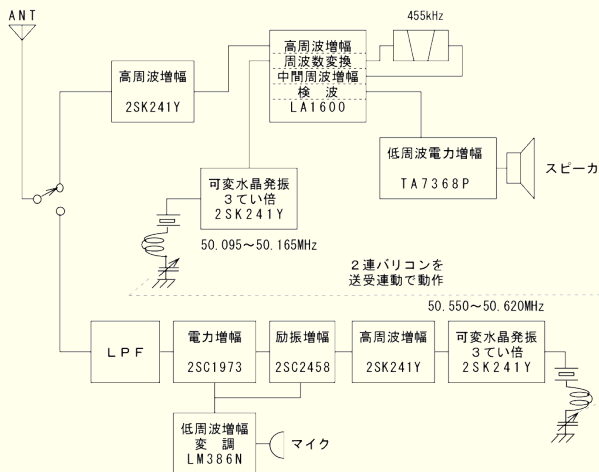 ANT
455kHz
高周波増幅
周波数変換
中間周波増幅
検 波
LA1600
高周波増幅
2SK241Y
低周波電力増幅
TA7368P
スピーカ
可変水晶発振
３てい倍
2SK241Y
50.095～50.165MHz
２連バリコンを
送受連動で動作
50.550～50.620MHz
LPF
電力増幅
2SC1973
励振増幅
2SC2458
高周波増幅
2SK241Y
可変水晶発振
３てい倍
2SK241Y
低周波増幅
変 調
LM386N
マイク